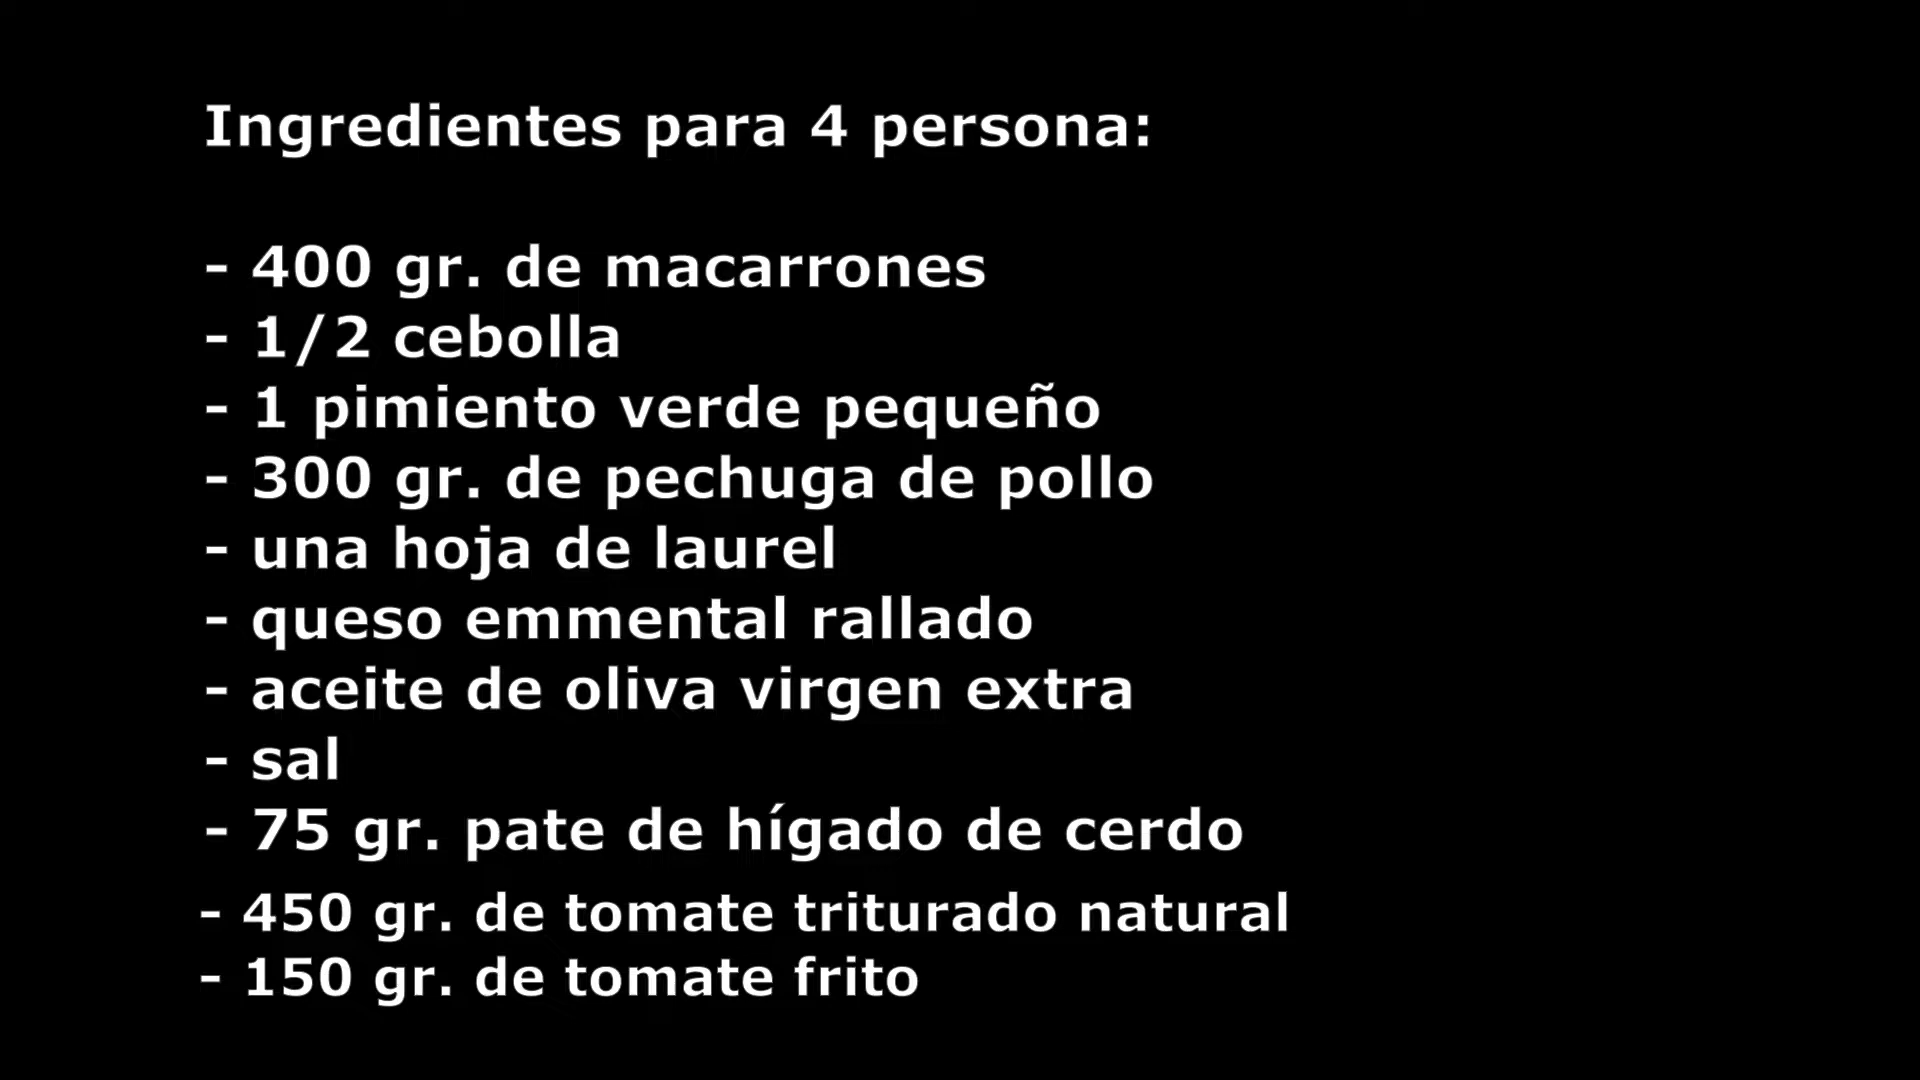 Ingredientes para 4 persona:
- 400 gr. de macarrones
- 1/2 cebolla
- 1 pimiento verde pequeño
- 300 gr. de pechuga de pollo
- una hoja de laurel
- queso emmental rallado
- aceite de oliva virgen extra
- sal
- 75 gr. pate de hígado de cerdo
- 450 gr. de tomate triturado natural
- 150 gr. de tomate frito